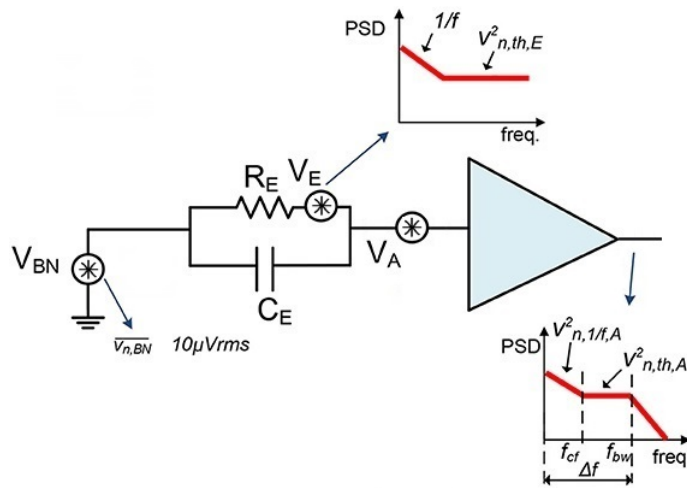 PSD
1/f
V²n,th,E
freq.
RE
VE
VBN
VA
CE
vn,BN 10μVrms
PSD
V²n,1/f,A
V²n,th,A
fcf
fbw
freq.
Δf